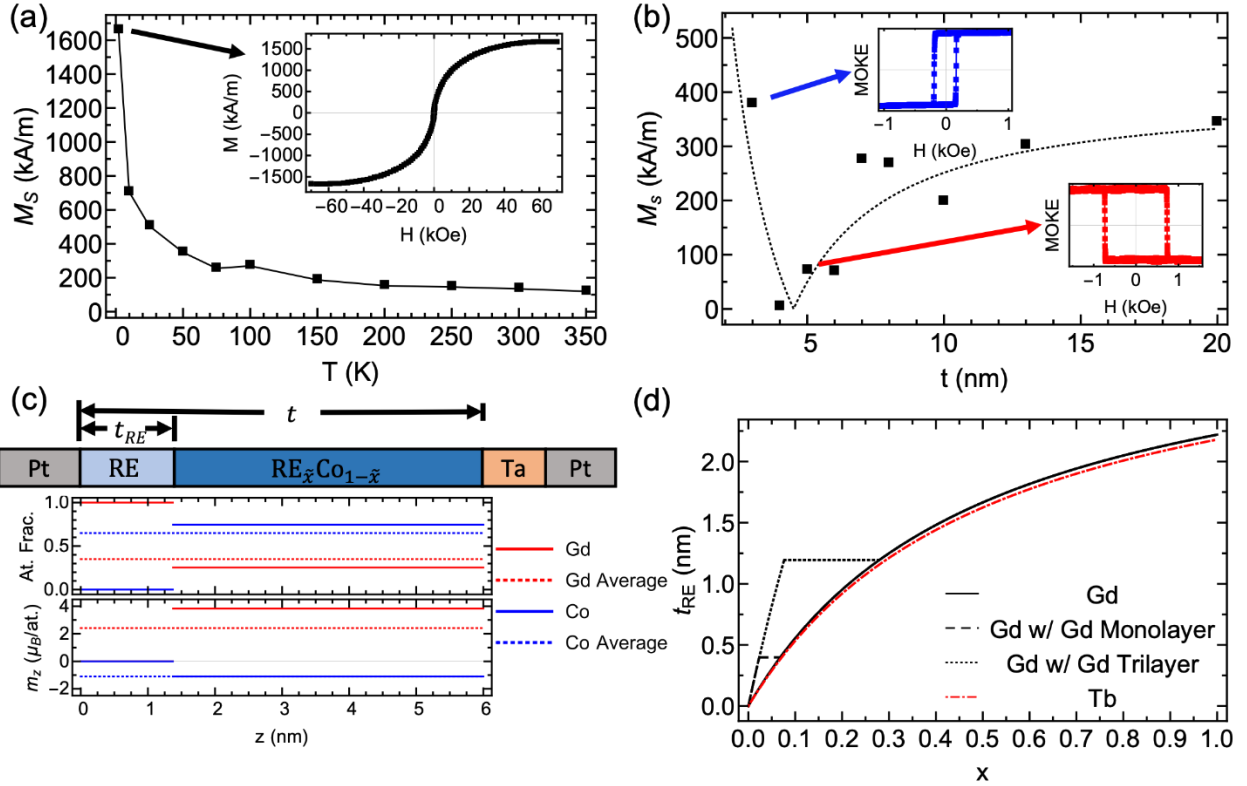 (a)
M_S (kA/m)
1600
1400
1200
1000
800
600
400
200
0
0 50 100 150 200 250 300 350
T (K)
M (kA/m)
1500
1000
500
0
−500
−1000
−1500
−60 −40 −20 0 20 40 60
H (kOe)
(b)
M_s (kA/m)
500
400
300
200
100
0
5 10 15 20
t (nm)
MOKE
−1 0 1
H (kOe)
MOKE
−1 0 1
H (kOe)
(c)
t
t_RE
Pt RE RE_x̃Co_1−x̃ Ta Pt
At. Frac.
1.0
0.5
0.0
m_z (μ_B/at.)
4
2
0
−2
0 1 2 3 4 5 6
z (nm)
Gd
Gd Average
Co
Co Average
(d)
t_RE (nm)
2.0
1.5
1.0
0.5
0.0
0.0 0.1 0.2 0.3 0.4 0.5 0.6 0.7 0.8 0.9 1.0
x
Gd
Gd w/ Gd Monolayer
Gd w/ Gd Trilayer
Tb